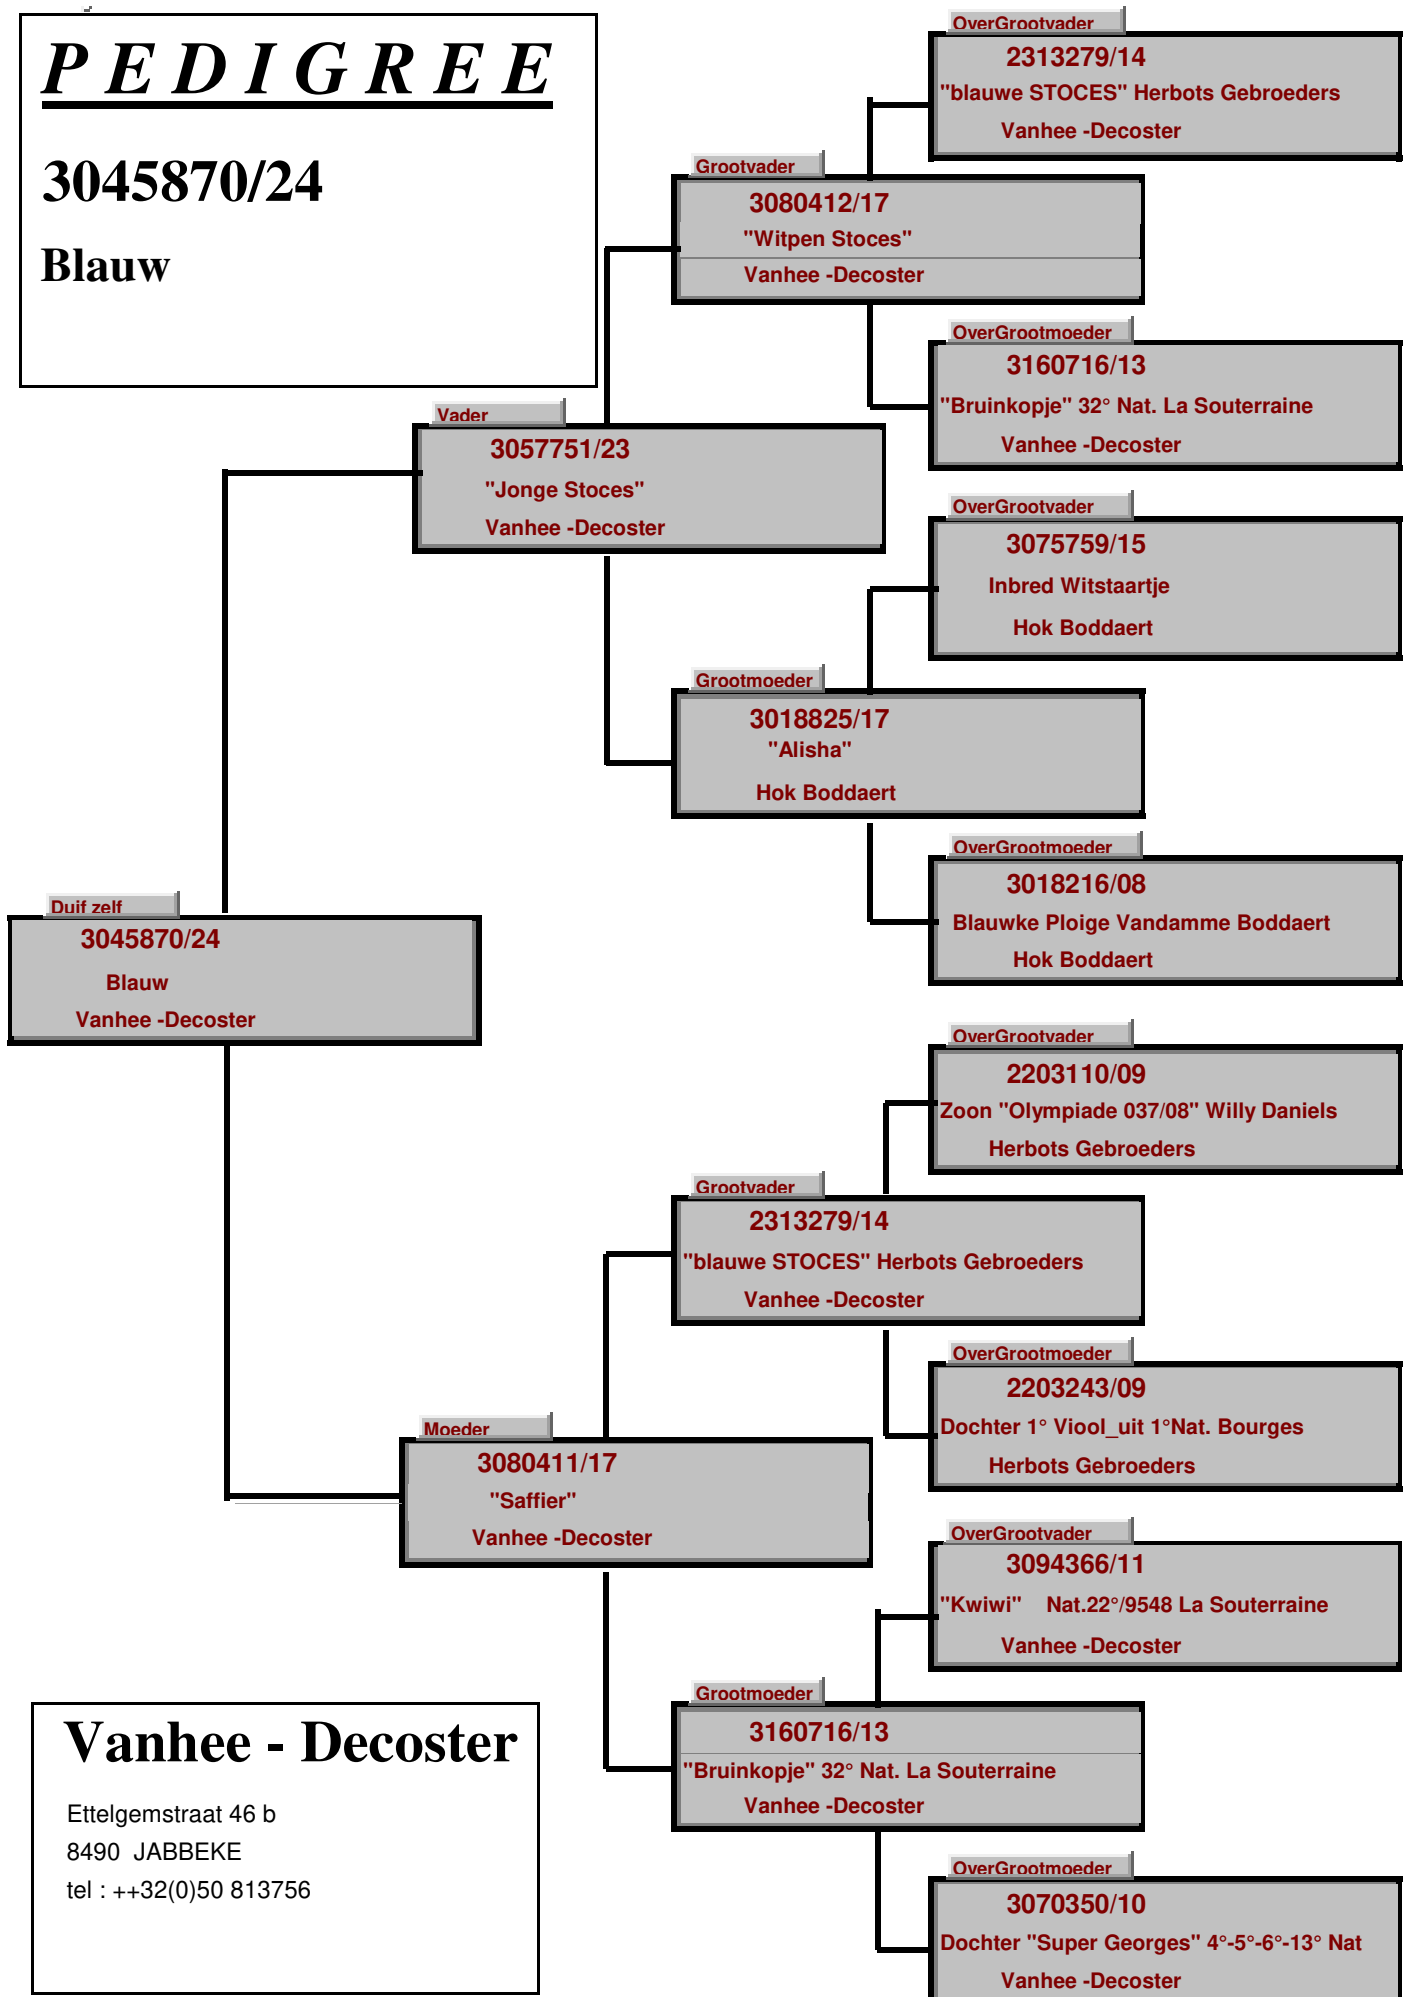 P E D I G R E E
3045870/24
Blauw
OverGrootvader
2313279/14
"blauwe STOCES" Herbots Gebroeders
Vanhee -Decoster
Grootvader
3080412/17
"Witpen Stoces"
Vanhee -Decoster
OverGrootmoeder
3160716/13
"Bruinkopje" 32° Nat. La Souterraine
Vanhee -Decoster
Vader
3057751/23
"Jonge Stoces"
Vanhee -Decoster
OverGrootvader
3075759/15
Inbred Witstaartje
Hok Boddaert
Grootmoeder
3018825/17
"Alisha"
Hok Boddaert
OverGrootmoeder
3018216/08
Blauwke Ploige Vandamme Boddaert
Hok Boddaert
Duif zelf
3045870/24
Blauw
Vanhee -Decoster
OverGrootvader
2203110/09
Zoon "Olympiade 037/08" Willy Daniels
Herbots Gebroeders
Grootvader
2313279/14
"blauwe STOCES" Herbots Gebroeders
Vanhee -Decoster
OverGrootmoeder
2203243/09
Dochter 1° Viool_uit 1°Nat. Bourges
Herbots Gebroeders
Moeder
3080411/17
"Saffier"
Vanhee -Decoster
OverGrootvader
3094366/11
"Kwiwi" Nat.22°/9548 La Souterraine
Vanhee -Decoster
Grootmoeder
3160716/13
"Bruinkopje" 32° Nat. La Souterraine
Vanhee -Decoster
OverGrootmoeder
3070350/10
Dochter "Super Georges" 4°-5°-6°-13° Nat
Vanhee -Decoster
Vanhee - Decoster
Ettelgemstraat 46 b
8490 JABBEKE
tel : ++32(0)50 813756